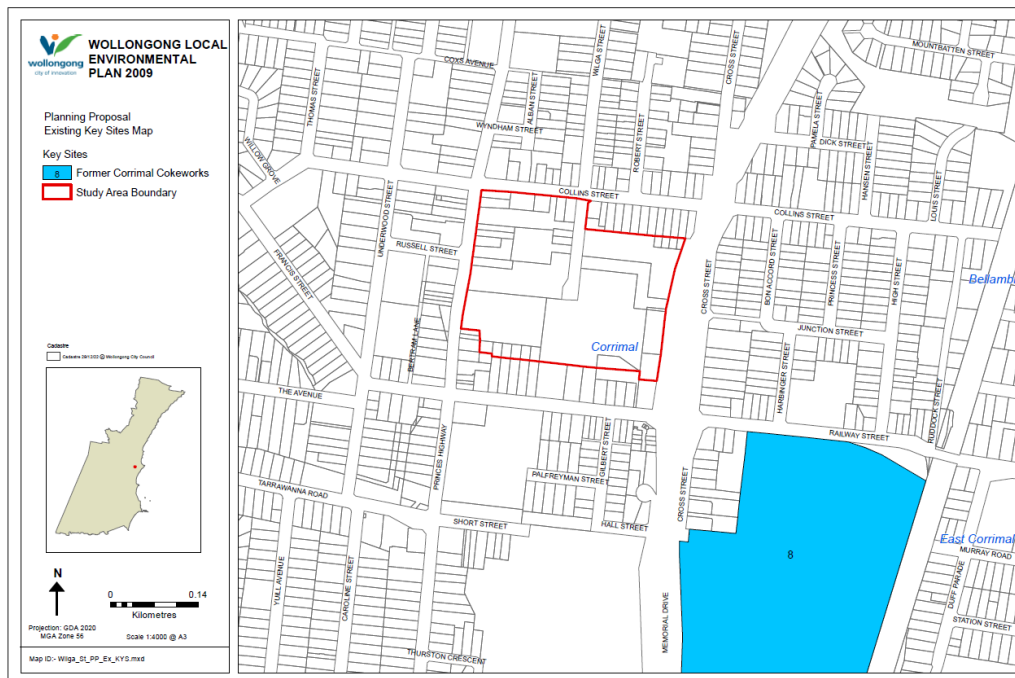 wollongong
city of innovation
WOLLONGONG LOCAL
ENVIRONMENTAL
PLAN 2009
Planning Proposal
Existing Key Sites Map
Key Sites
8
Former Corrimal Cokeworks
Study Area Boundary
Cadastre
Cadastre 29/12/02 @ Wollongong City Council
N
0
0.14
Kilometres
Projection: GDA 2020
MGA Zone 56
Scale 1:4000 @ A3
Map ID:- Wilga_St_PP_Ex_KYS.mxd
COXS AVENUE
THOMAS STREET
ALBAN STREET
WILGA STREET
CROSS STREET
MOUNTBATTEN STREET
PAMELA STREET
WYNDHAM STREET
ROBERT STREET
DICK STREET
HANSEN STREET
WILLOW GROVE
UNDERWOOD STREET
COLLINS STREET
COLLINS STREET
LOUIS STREET
RUSSELL STREET
FRANCIS STREET
CROSS STREET
BON ACCORD STREET
PRINCESS STREET
HIGH STREET
Bellambi
BERTRAM LANE
Corrimal
JUNCTION STREET
HARBINGER STREET
RUDDOCK STREET
THE AVENUE
PRINCES HIGHWAY
GILBERT STREET
RAILWAY STREET
TARRAWANNA ROAD
PALFREYMAN STREET
CROSS STREET
SHORT STREET
HALL STREET
East Corrimal
MURRAY ROAD
8
YUILL AVENUE
CAROLINE STREET
MEMORIAL DRIVE
DUFF PARADE
STATION STREET
THURSTON CRESCENT